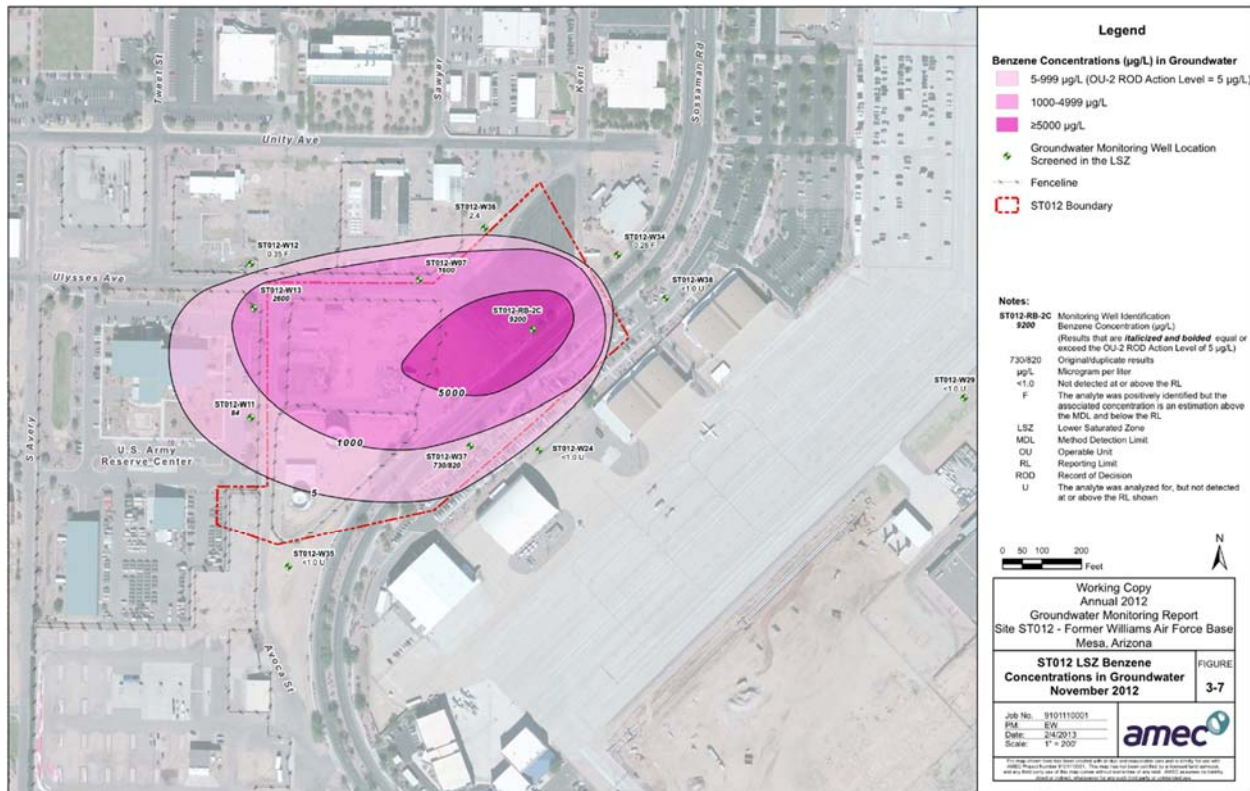 Tweet St
Sawyer
Kent
Sossaman Rd
Unity Ave
ST012-W36
2.4
ST012-W12
0.35 F
ST012-W34
0.28 F
Ulysses Ave
ST012-W07
1600
ST012-W13
2600
ST012-W38
<1.0 U
ST012-RB-2C
9200
5000
ST012-W29
<1.0 U
ST012-W11
84
1000
U.S. Army
Reserve Center
ST012-W37
730/820
ST012-W24
<1.0 U
S Avery
5
ST012-W35
<1.0 U
Avoca St
Legend
Benzene Concentrations (µg/L) in Groundwater
5-999 µg/L (OU-2 ROD Action Level = 5 µg/L)
1000-4999 µg/L
≥5000 µg/L
Groundwater Monitoring Well Location
Screened in the LSZ
Fenceline
ST012 Boundary
Notes:
ST012-RB-2C Monitoring Well Identification
9200 Benzene Concentration (µg/L)
(Results that are italicized and bolded equal or
exceed the OU-2 ROD Action Level of 5 µg/L)
730/820 Original/duplicate results
µg/L Microgram per liter
<1.0 Not detected at or above the RL
F The analyte was positively identified but the
associated concentration is an estimation above
the MDL and below the RL
LSZ Lower Saturated Zone
MDL Method Detection Limit
OU Operable Unit
RL Reporting Limit
ROD Record of Decision
U The analyte was analyzed for, but not detected
at or above the RL shown
0 50 100 200
Feet
N
Working Copy
Annual 2012
Groundwater Monitoring Report
Site ST012 - Former Williams Air Force Base
Mesa, Arizona
ST012 LSZ Benzene
Concentrations in Groundwater
November 2012
FIGURE
3-7
Job No. 9101110001
PM: EW
Date: 2/4/2013
Scale: 1" = 200'
amec